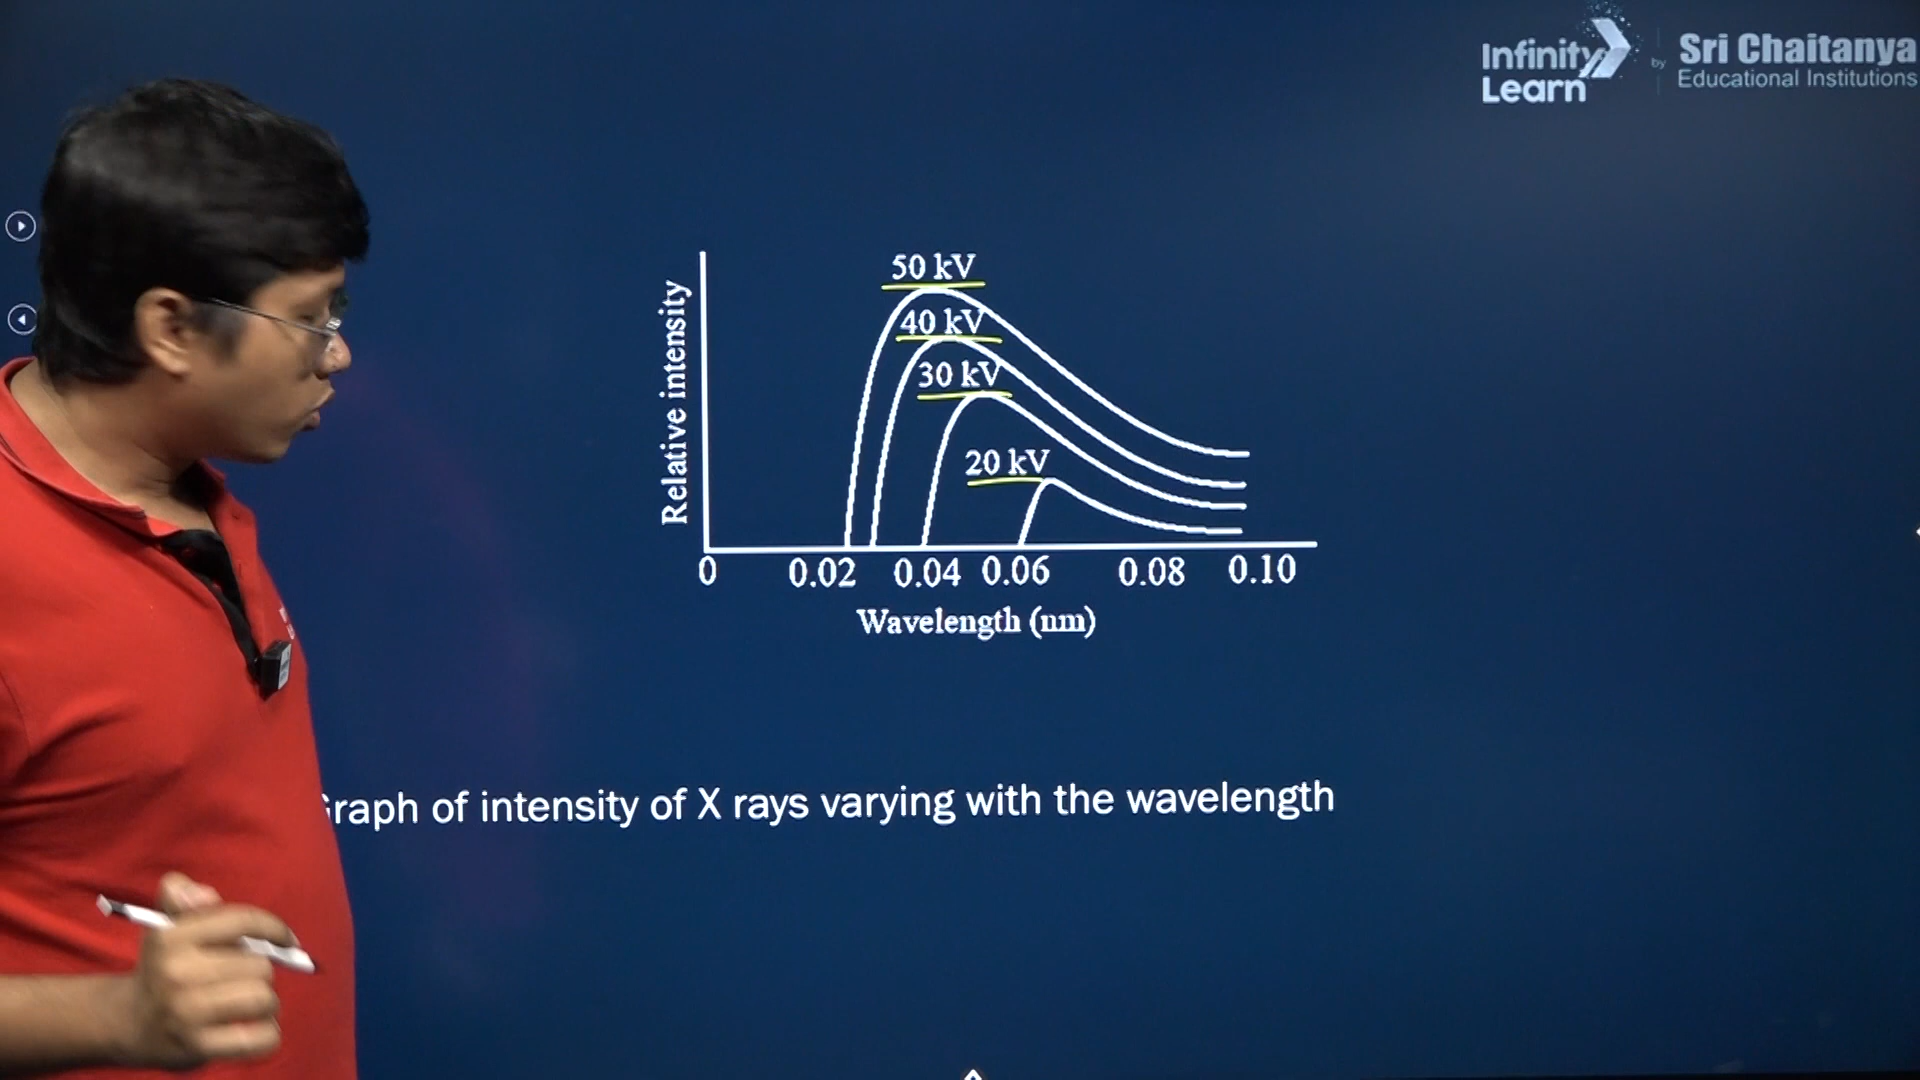 Infinity Learn
by
Sri Chaitanya
Educational Institutions
50 kV
40 kV
30 kV
20 kV
Relative intensity
0 0.02 0.04 0.06 0.08 0.10
Wavelength (nm)
raph of intensity of X rays varying with the wavelength